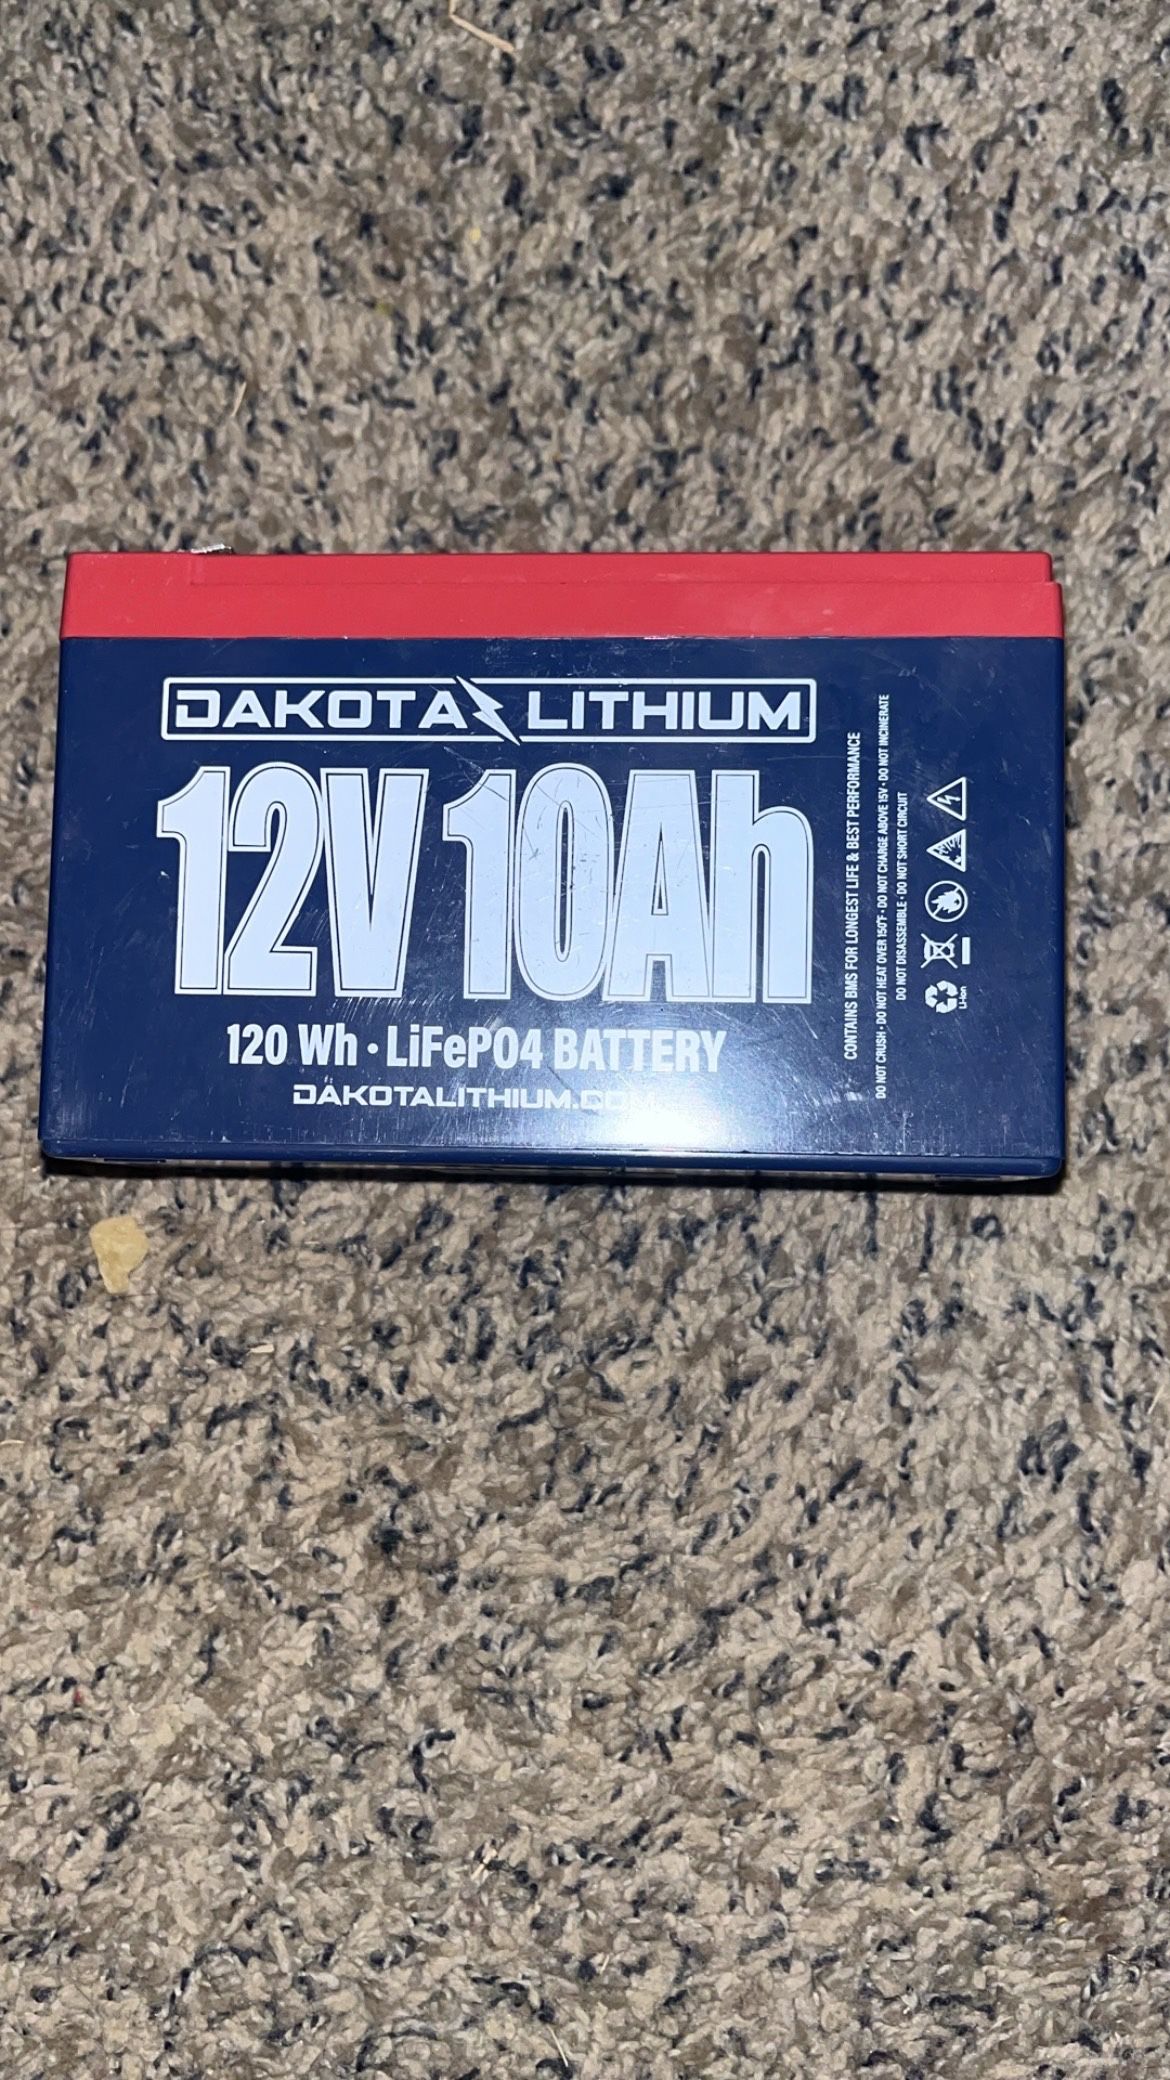 DAKOTA LITHIUM
12V 10Ah
120 Wh • LiFePO4 BATTERY
DAKOTALITHIUM.COM
CONTAINS BMS FOR LONGEST LIFE & BEST PERFORMANCE
DO NOT CRUSH • DO NOT HEAT OVER 150°F • DO NOT CHARGE ABOVE 15V • DO NOT INCINERATE
DO NOT DISASSEMBLE • DO NOT SHORT CIRCUIT
Li-ion